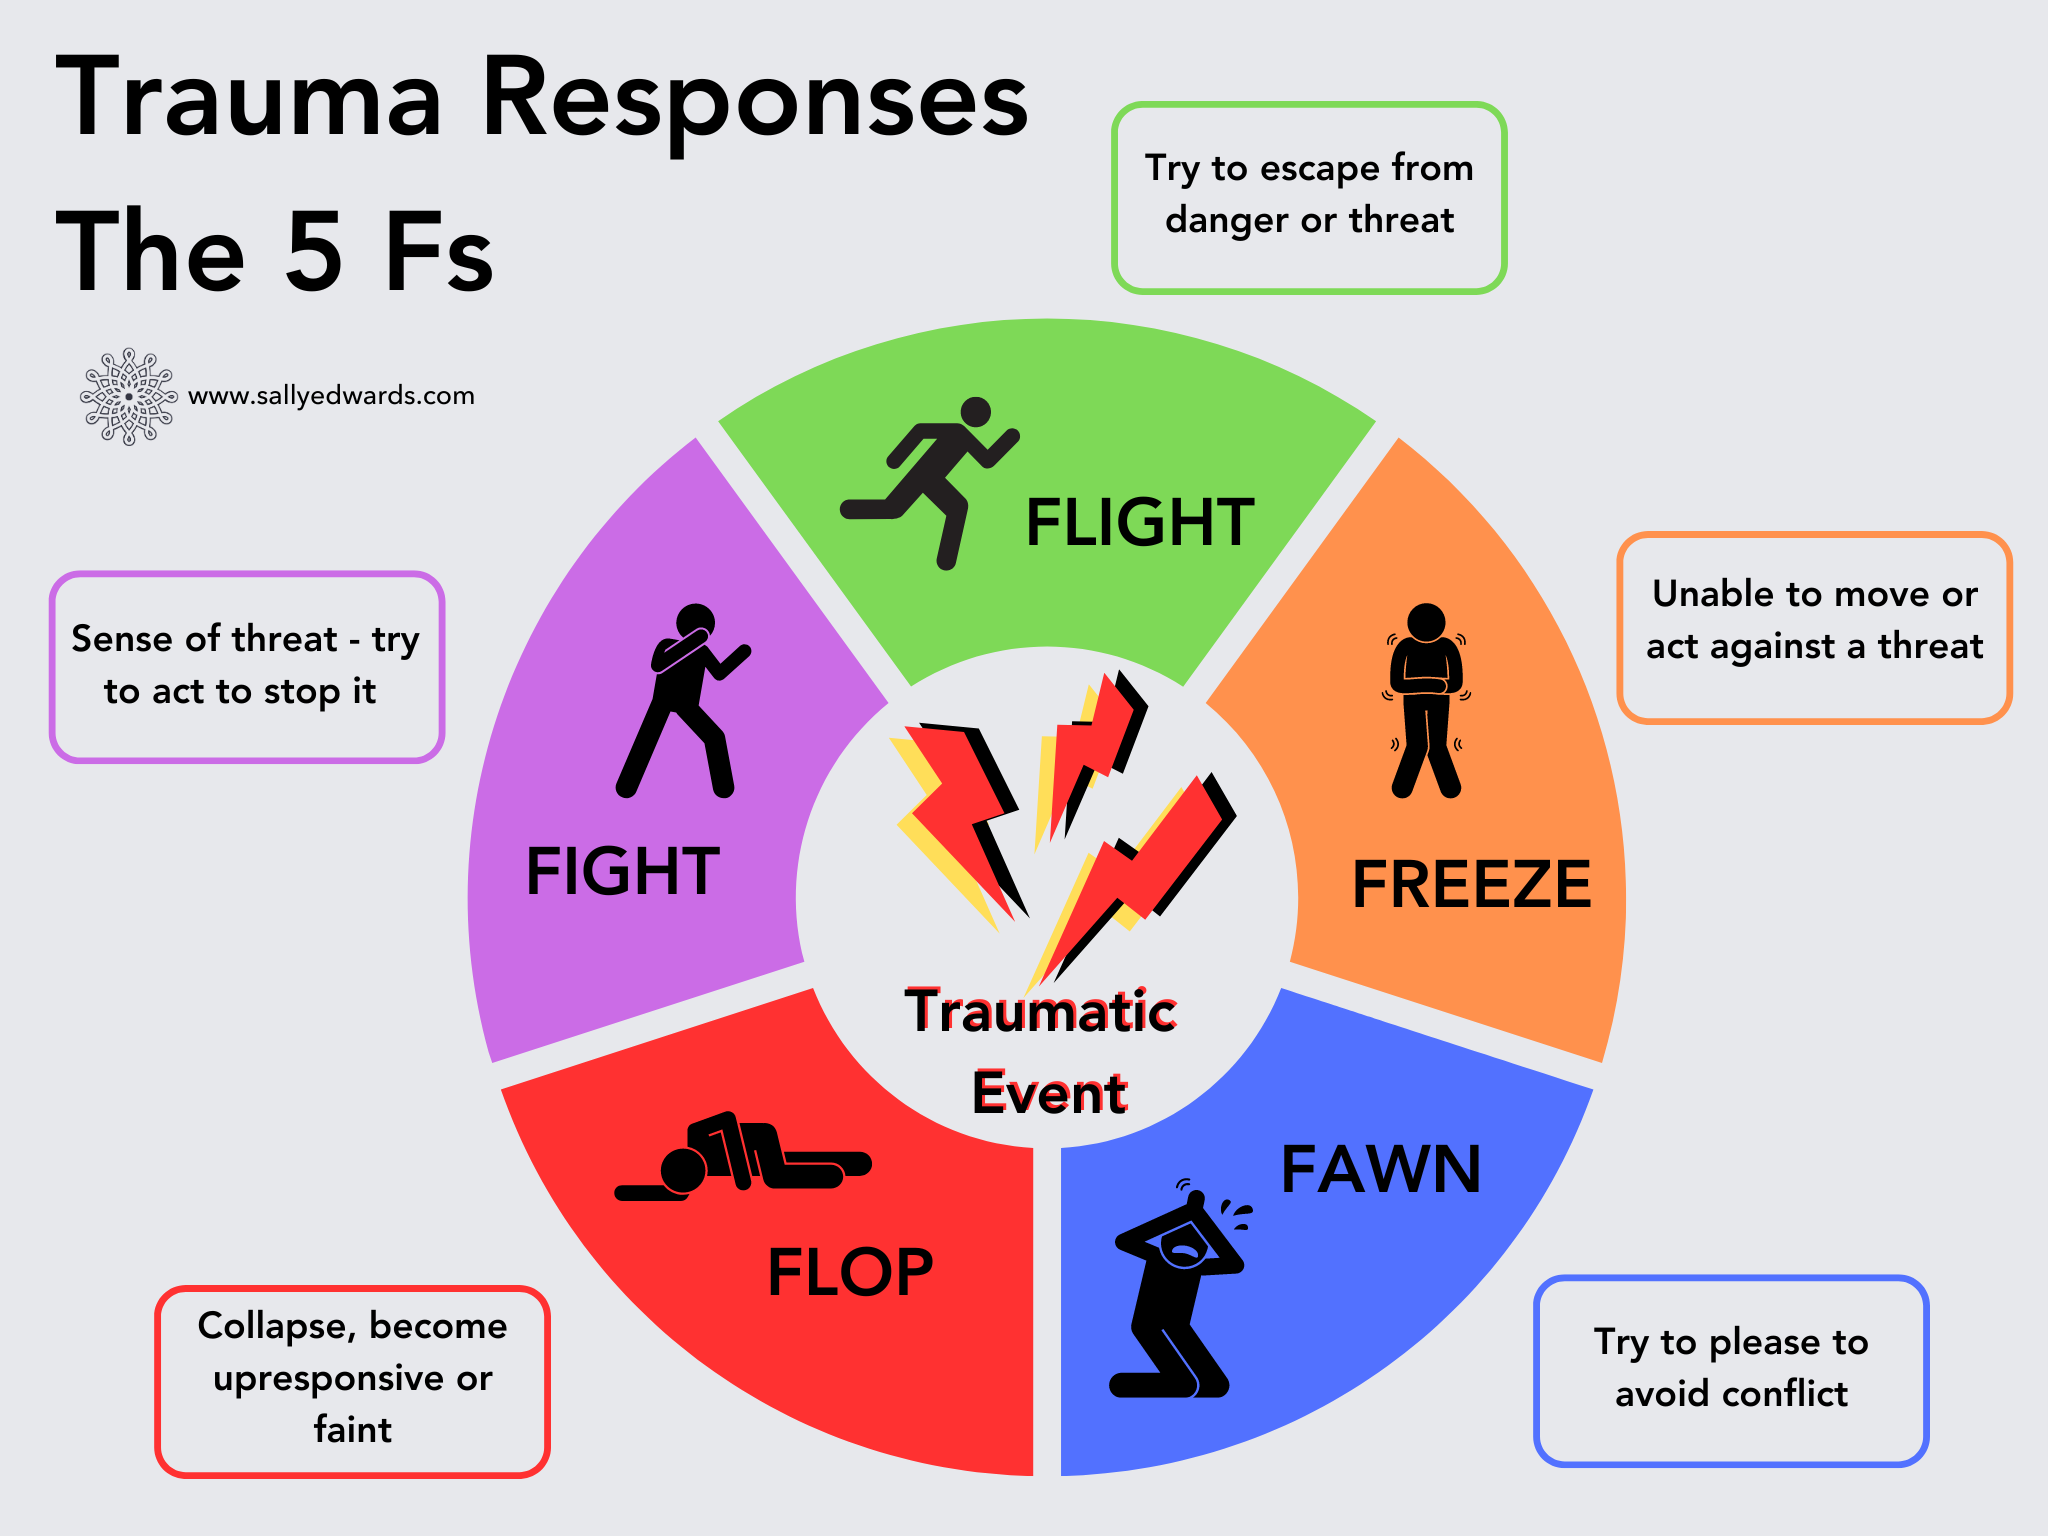 Trauma Responses
The 5 Fs
www.sallyedwards.com
Try to escape from
danger or threat
FLIGHT
Sense of threat - try
to act to stop it
FIGHT
Unable to move or
act against a threat
FREEZE
Traumatic
Event
FAWN
Try to please to
avoid conflict
FLOP
Collapse, become
upresponsive or
faint